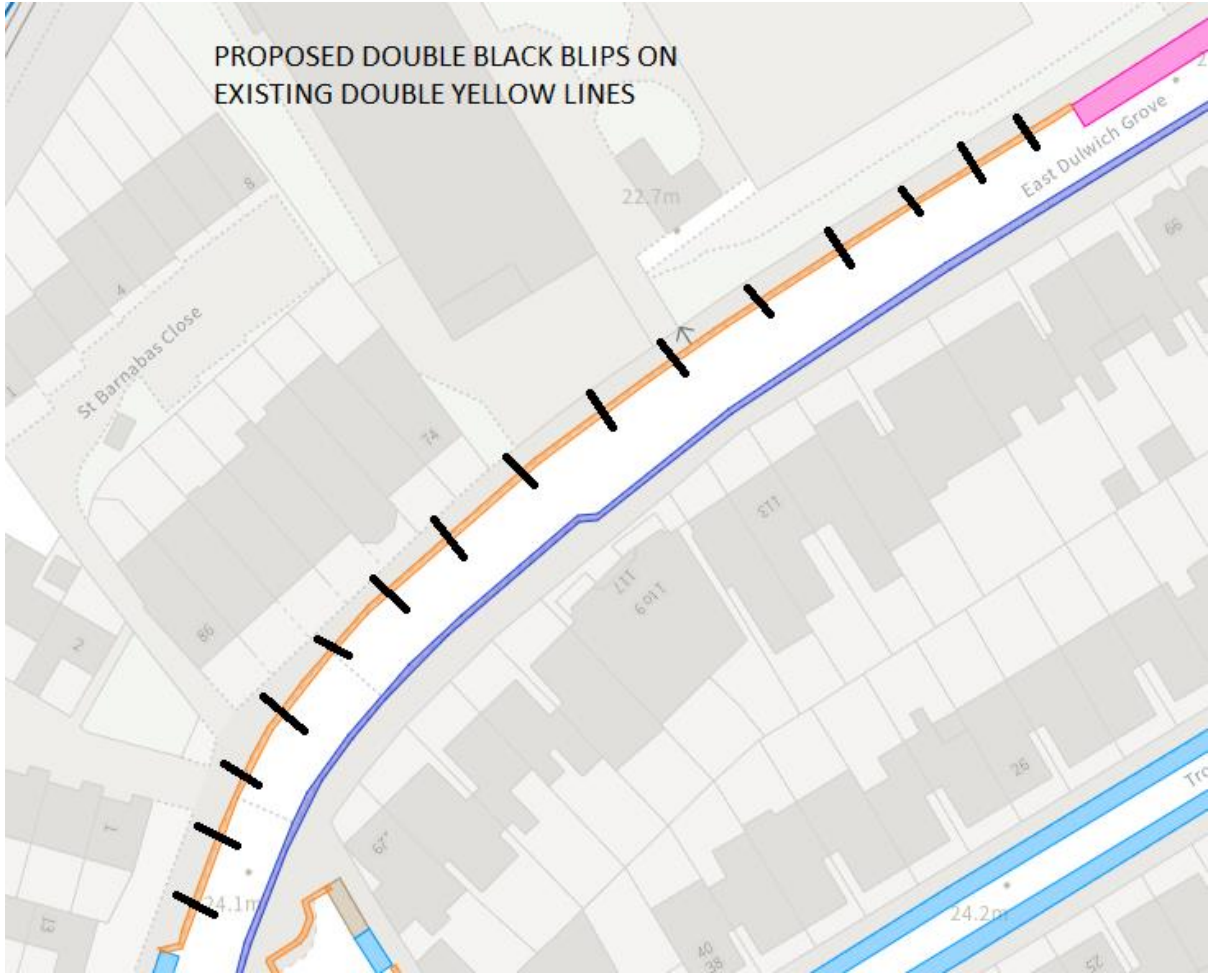 PROPOSED DOUBLE BLACK BLIPS ON
EXISTING DOUBLE YELLOW LINES
East Dulwich Grove
22.7m
8
4
St Barnabas Close
74
66
113
117
86
2
1
67
24.1m
13
26
24.2m
40
38
25